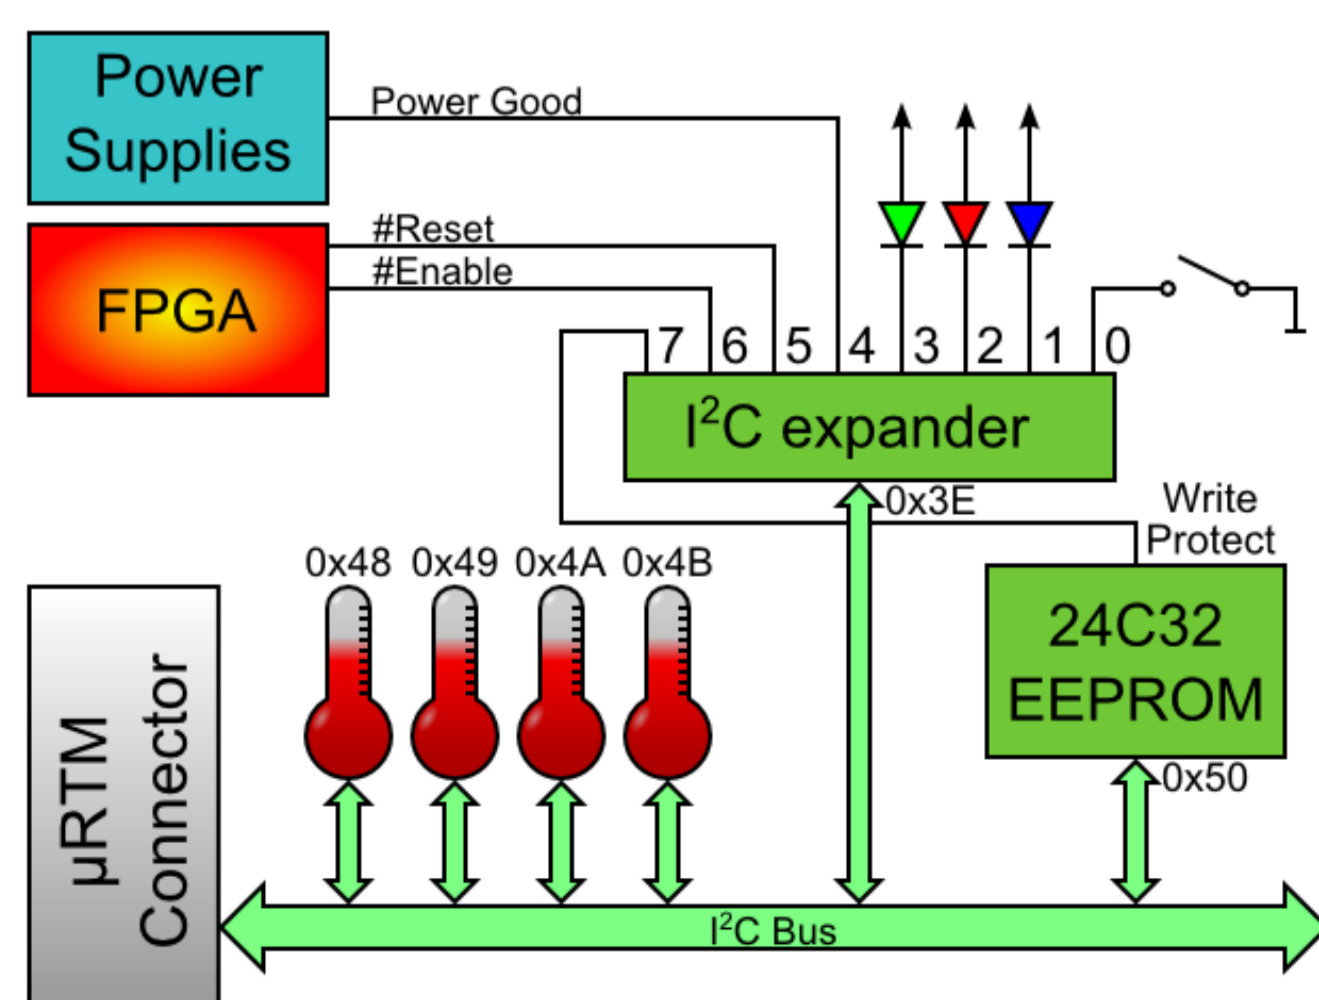 Power
Supplies
Power Good
#Reset
#Enable
FPGA
7 6 5 4 3 2 1 0
I²C expander
0x3E
Write
Protect
0x48 0x49 0x4A 0x4B
24C32
EEPROM
0x50
µRTM
Connector
I²C Bus